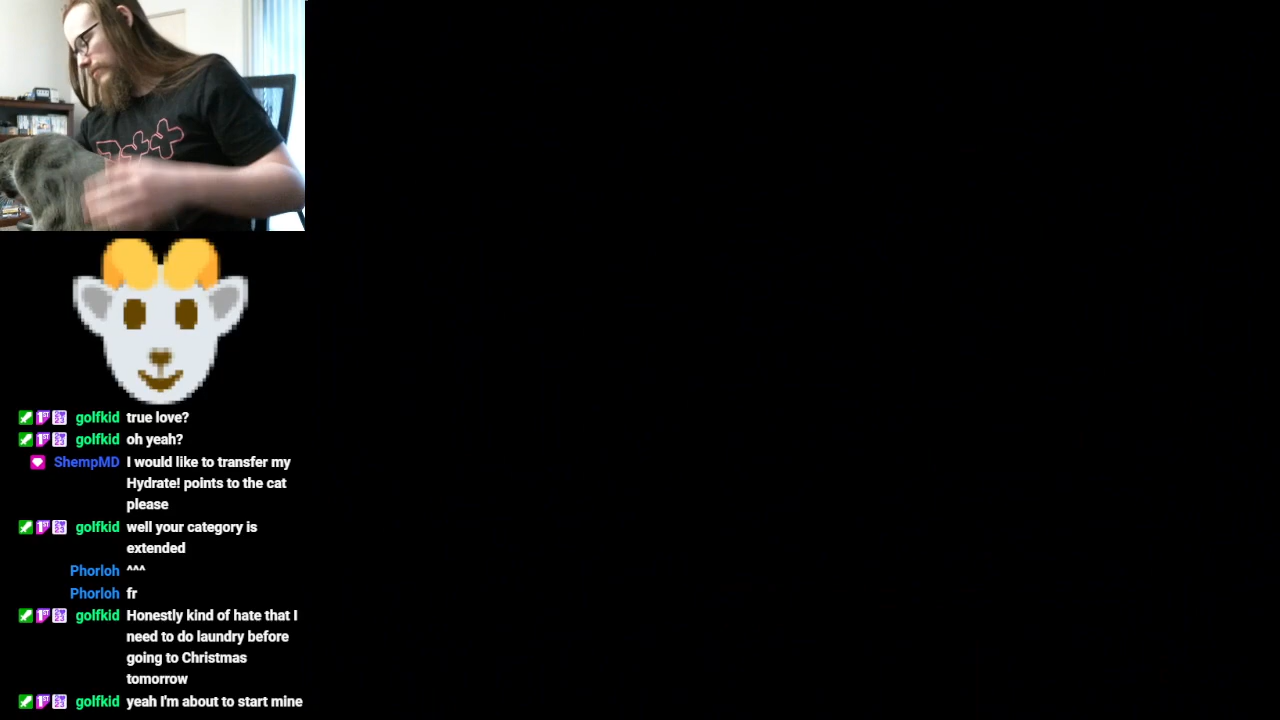 golfkid true love?
golfkid oh yeah?
ShempMD I would like to transfer my
Hydrate! points to the cat
please
golfkid well your category is
extended
Phorloh ^^^
Phorloh fr
golfkid Honestly kind of hate that I
need to do laundry before
going to Christmas
tomorrow
golfkid yeah I'm about to start mine